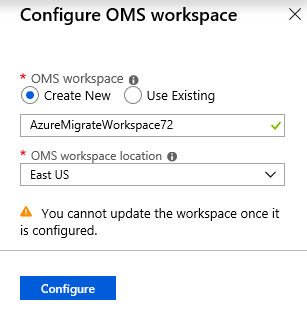 Configure OMS workspace
* OMS workspace
Create New Use Existing
AzureMigrateWorkspace72
* OMS workspace location
East US
You cannot update the workspace once it
is configured.
Configure